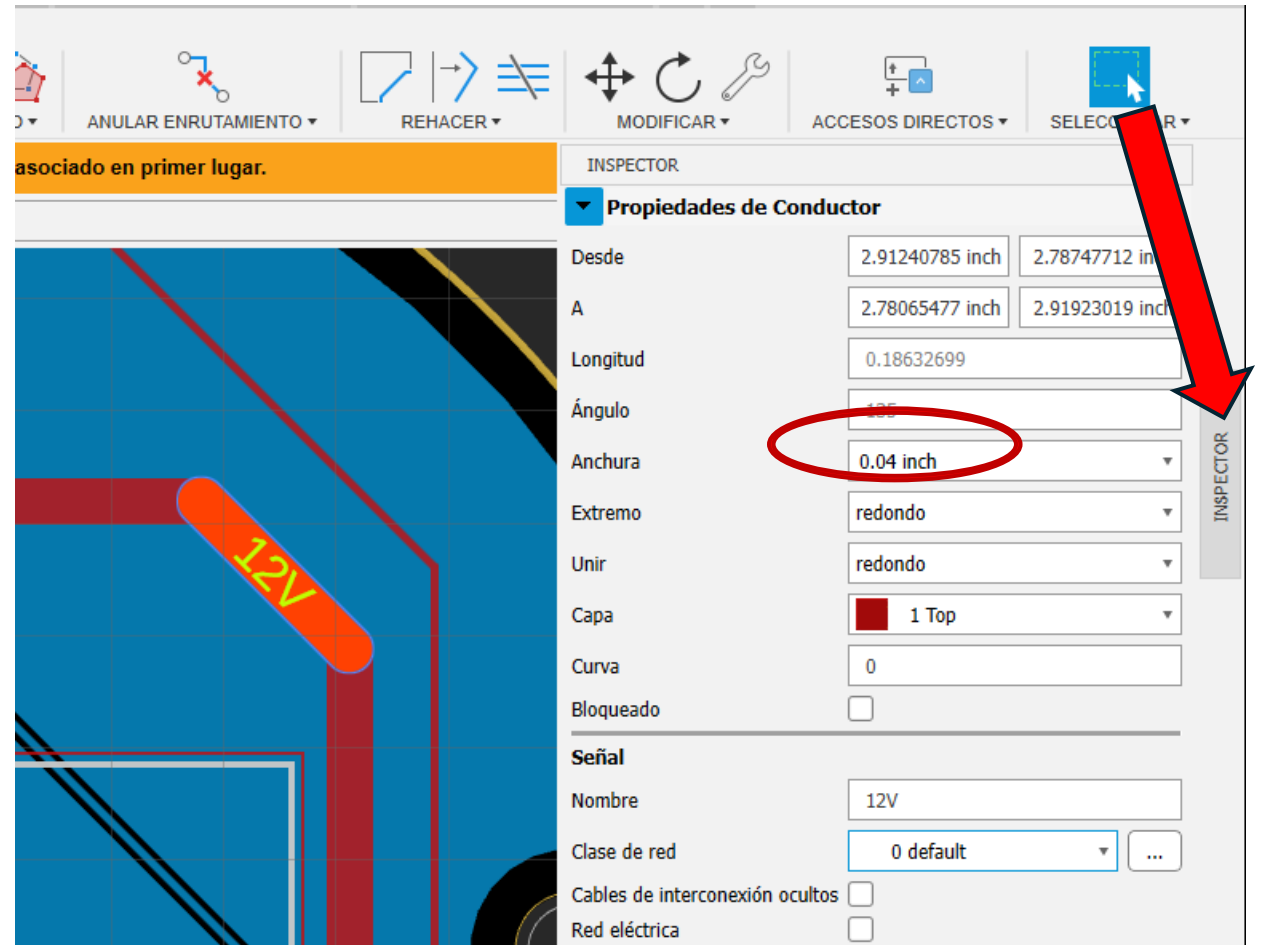 ANULAR ENRUTAMIENTO
REHACER
MODIFICAR
ACCESOS DIRECTOS
asociado en primer lugar.
INSPECTOR
Propiedades de Conductor
Desde 2.91240785 inch 2.78747712
A 2.78065477 inch 2.91923019 inch
Longitud 0.18632699
Ángulo 135
Anchura 0.04 inch
Extremo redondo
Unir redondo
Capa 1 Top
Curva 0
Bloqueado
Señal
Nombre 12V
Clase de red 0 default ...
Cables de interconexión ocultos
Red eléctrica
12V
INSPECTOR